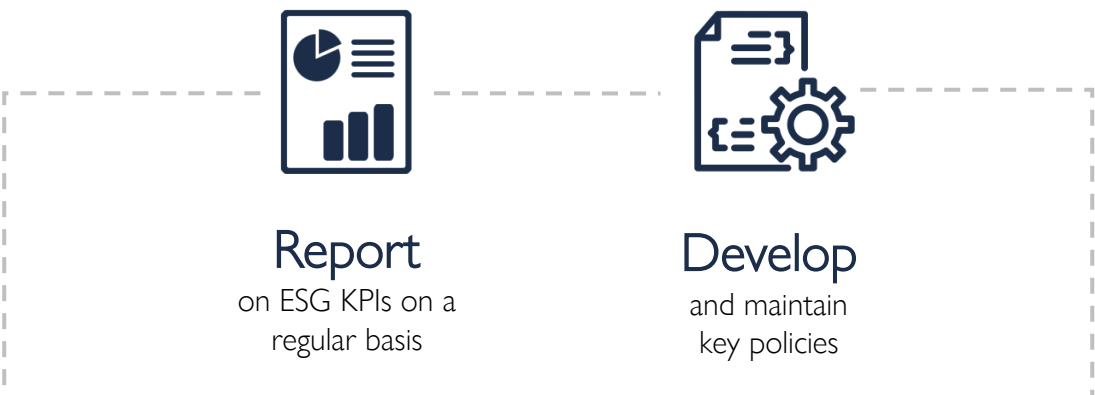 Report
on ESG KPIs on a
regular basis
Develop
and maintain
key policies